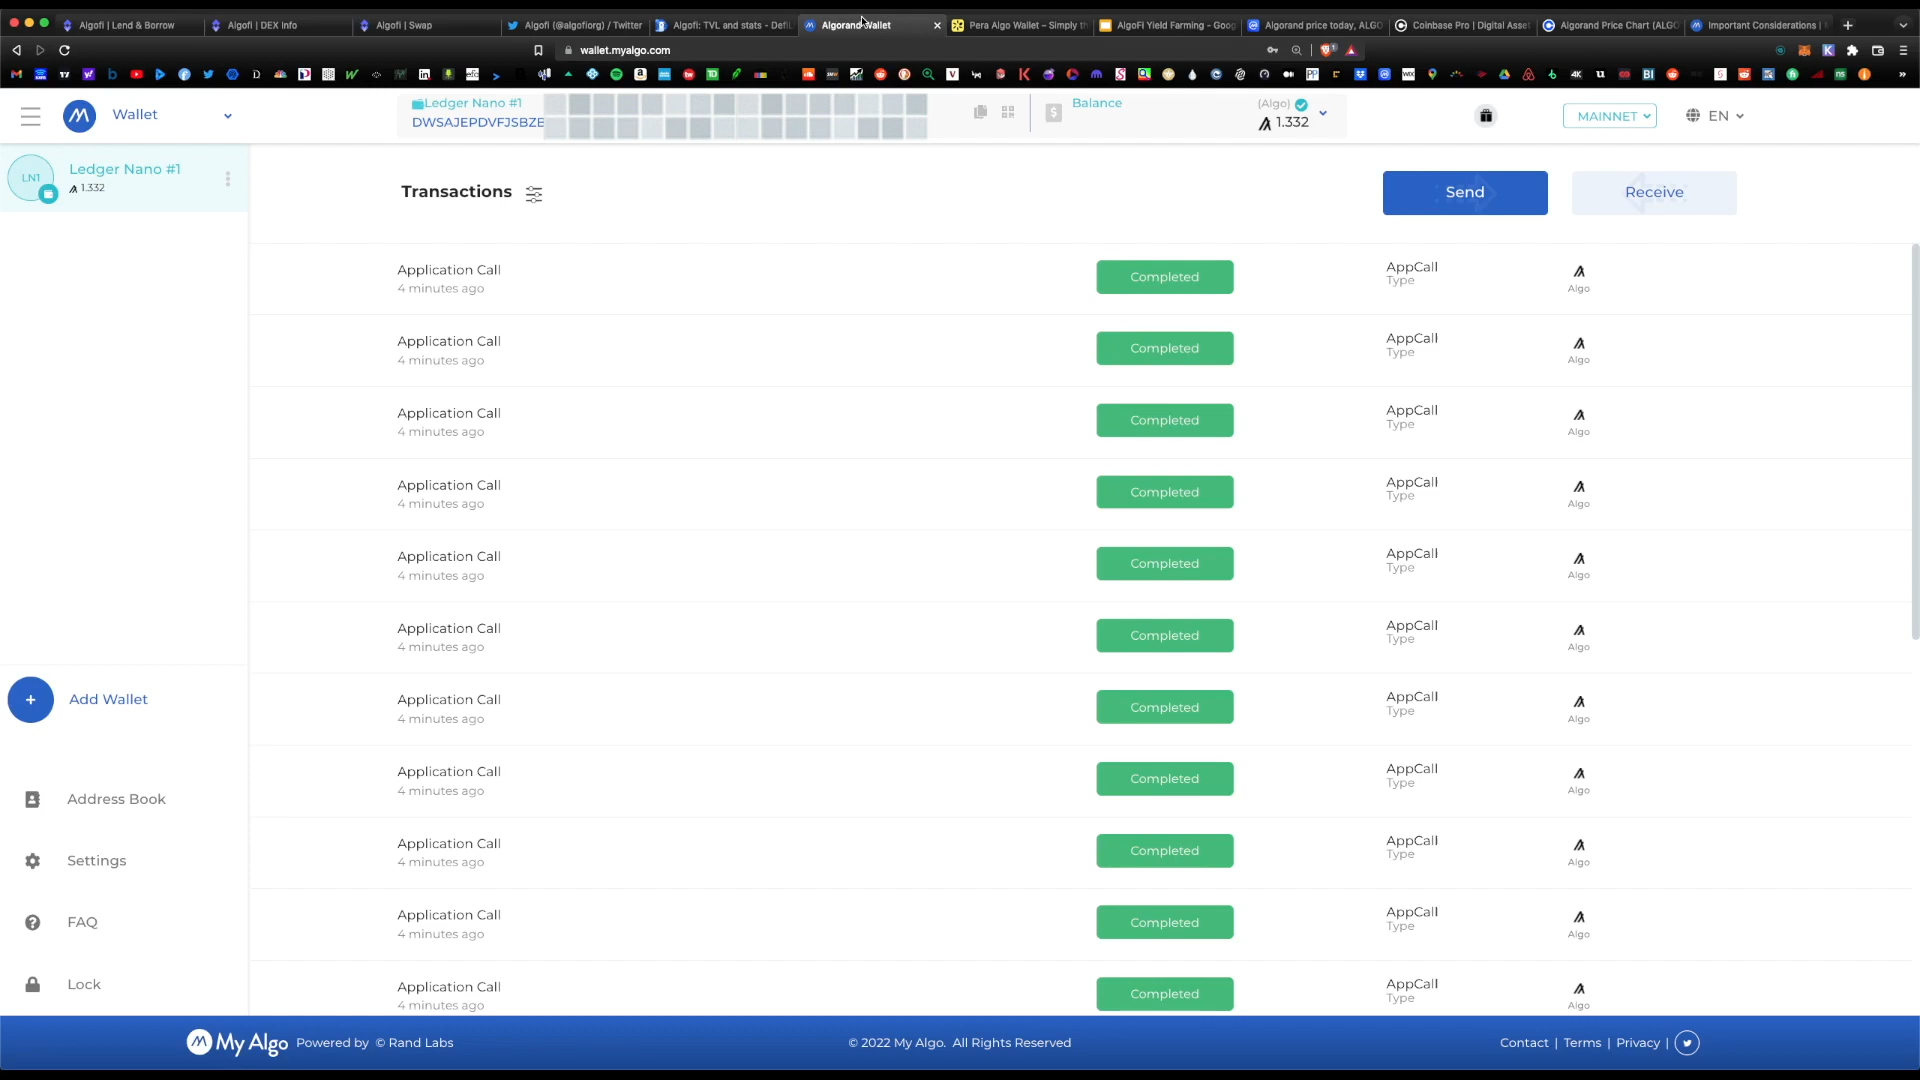 Algofi | Lend & Borrow
Algofi | DEX Info
Algofi | Swap
Algofi (@algofiorg) / Twitter
Algofi: TVL and stats - DefiL
Algorand Wallet
Pera Algo Wallet – Simply th
AlgoFi Yield Farming - Goog
Algorand price today, ALGO
Coinbase Pro | Digital Asset
Algorand Price Chart (ALGO
Important Considerations |
wallet.myalgo.com
Wallet
Ledger Nano #1
DWSAJEPDVFJSBZE
Balance
(Algo)
1.332
MAINNET
EN
LN1
Ledger Nano #1
1.332
Transactions
Send
Receive
Application Call
4 minutes ago
Completed
AppCall
Type
Algo
Application Call
4 minutes ago
Completed
AppCall
Type
Algo
Application Call
4 minutes ago
Completed
AppCall
Type
Algo
Application Call
4 minutes ago
Completed
AppCall
Type
Algo
Application Call
4 minutes ago
Completed
AppCall
Type
Algo
Application Call
4 minutes ago
Completed
AppCall
Type
Algo
Application Call
4 minutes ago
Completed
AppCall
Type
Algo
Application Call
4 minutes ago
Completed
AppCall
Type
Algo
Application Call
4 minutes ago
Completed
AppCall
Type
Algo
Application Call
4 minutes ago
Completed
AppCall
Type
Algo
Application Call
4 minutes ago
Completed
AppCall
Type
Algo
Add Wallet
Address Book
Settings
FAQ
Lock
My Algo Powered by © Rand Labs
© 2022 My Algo. All Rights Reserved
Contact | Terms | Privacy |